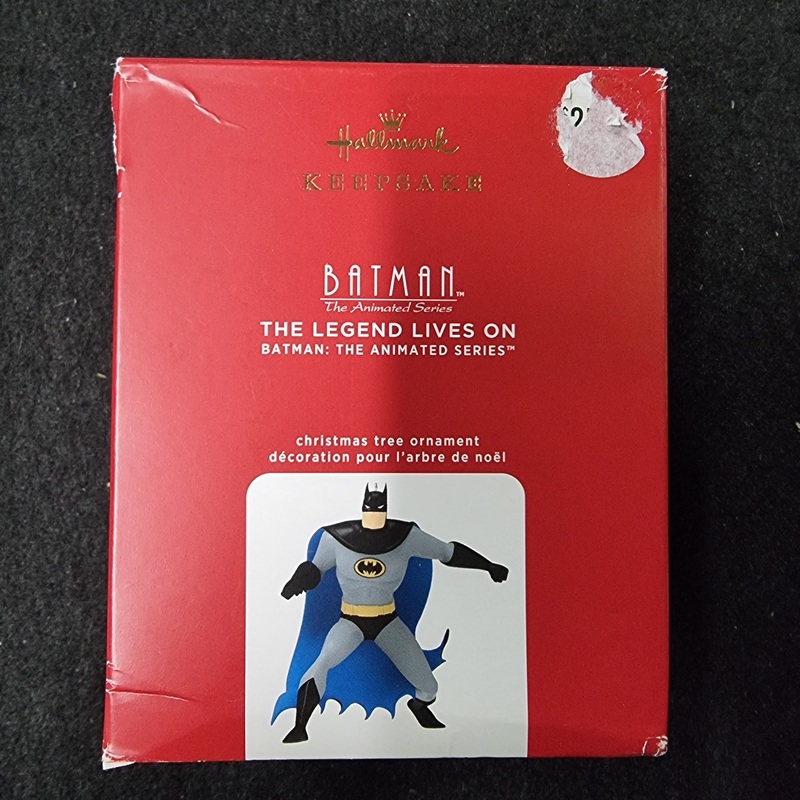 Hallmark
KEEPSAKE
BATMAN™
The Animated Series
THE LEGEND LIVES ON
BATMAN: THE ANIMATED SERIES™
christmas tree ornament
décoration pour l'arbre de noël